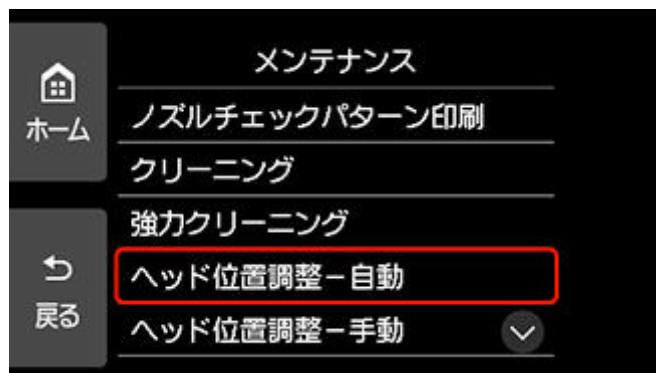 メンテナンス
ホーム
ノズルチェックパターン印刷
クリーニング
強力クリーニング
ヘッド位置調整－自動
戻る
ヘッド位置調整－手動